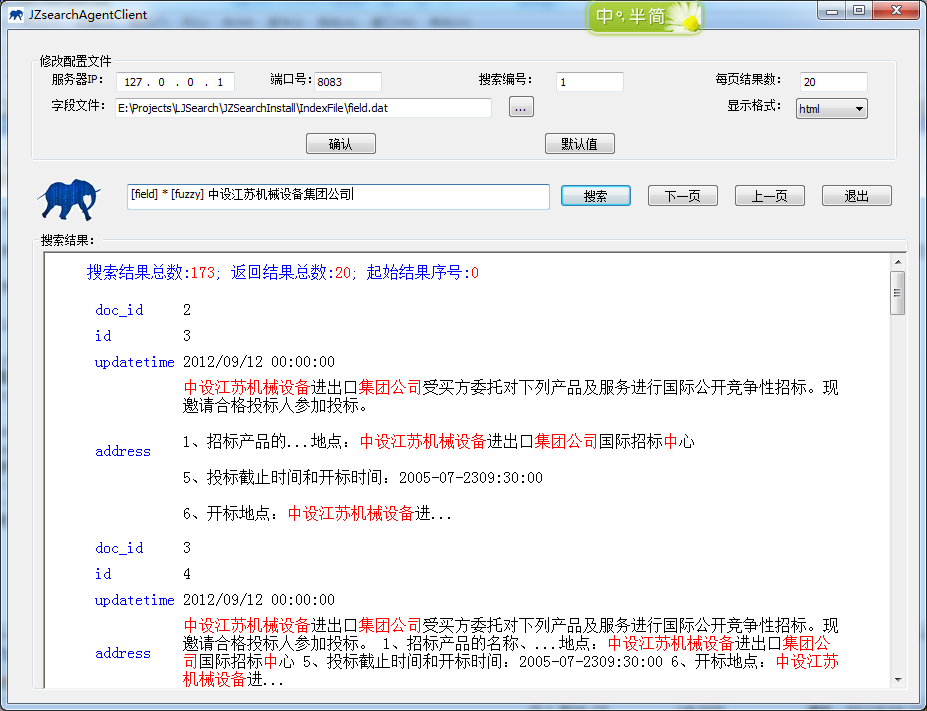 JZsearchAgentClient
中°,半简
修改配置文件
服务器IP: 127 . 0 . 0 . 1 端口号: 8083 搜索编号: 1 每页结果数: 20
字段文件: E:\Projects\LJSearch\JZSearchInstall\IndexFile\field.dat ... 显示格式: html
确认 默认值
[field] * [fuzzy] 中设江苏机械设备集团公司 搜索 下一页 上一页 退出
搜索结果:
搜索结果总数:173; 返回结果总数:20; 起始结果序号:0
doc_id 2
id 3
updatetime 2012/09/12 00:00:00
address 中设江苏机械设备进出口集团公司受买方委托对下列产品及服务进行国际公开竞争性招标。现
邀请合格投标人参加投标。
1、招标产品的...地点: 中设江苏机械设备进出口集团公司国际招标中心
5、投标截止时间和开标时间: 2005-07-2309:30:00
6、开标地点: 中设江苏机械设备进...
doc_id 3
id 4
updatetime 2012/09/12 00:00:00
address 中设江苏机械设备进出口集团公司受买方委托对下列产品及服务进行国际公开竞争性招标。现
邀请合格投标人参加投标。 1、招标产品的名称、...地点: 中设江苏机械设备进出口集团公
司国际招标中心 5、投标截止时间和开标时间: 2005-07-2309:30:00 6、开标地点: 中设江苏
机械设备进...